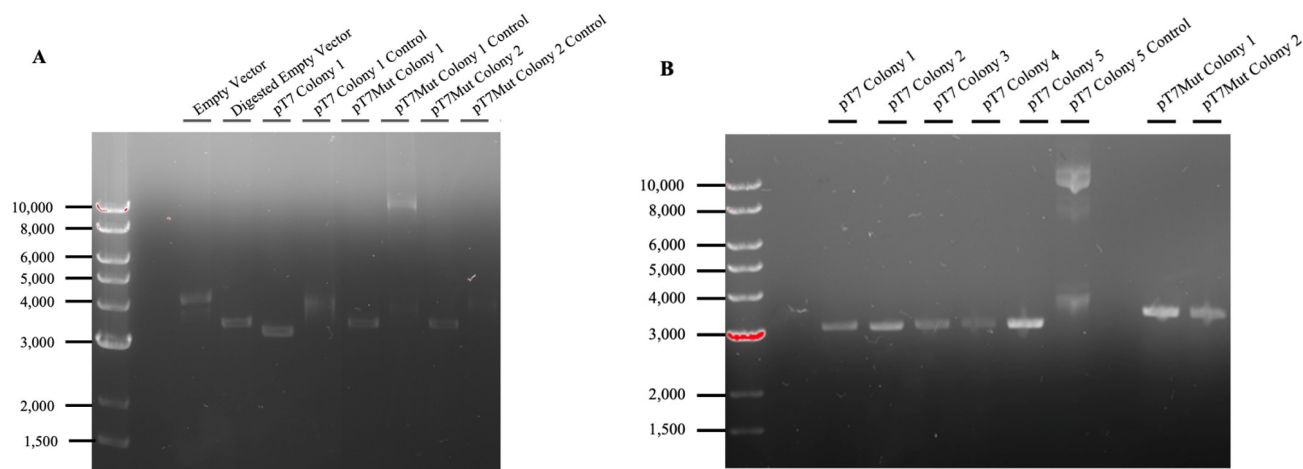 A
Empty Vector
Digested Empty Vector
pT7 Colony 1
pT7 Colony 1 Control
pT7Mut Colony 1
pT7Mut Colony 1 Control
pT7Mut Colony 2
pT7Mut Colony 2 Control
10,000
8,000
6,000
5,000
4,000
3,000
2,000
1,500
B
pT7 Colony 1
pT7 Colony 2
pT7 Colony 3
pT7 Colony 4
pT7 Colony 5
pT7 Colony 5 Control
pT7Mut Colony 1
pT7Mut Colony 2
10,000
8,000
6,000
5,000
4,000
3,000
2,000
1,500